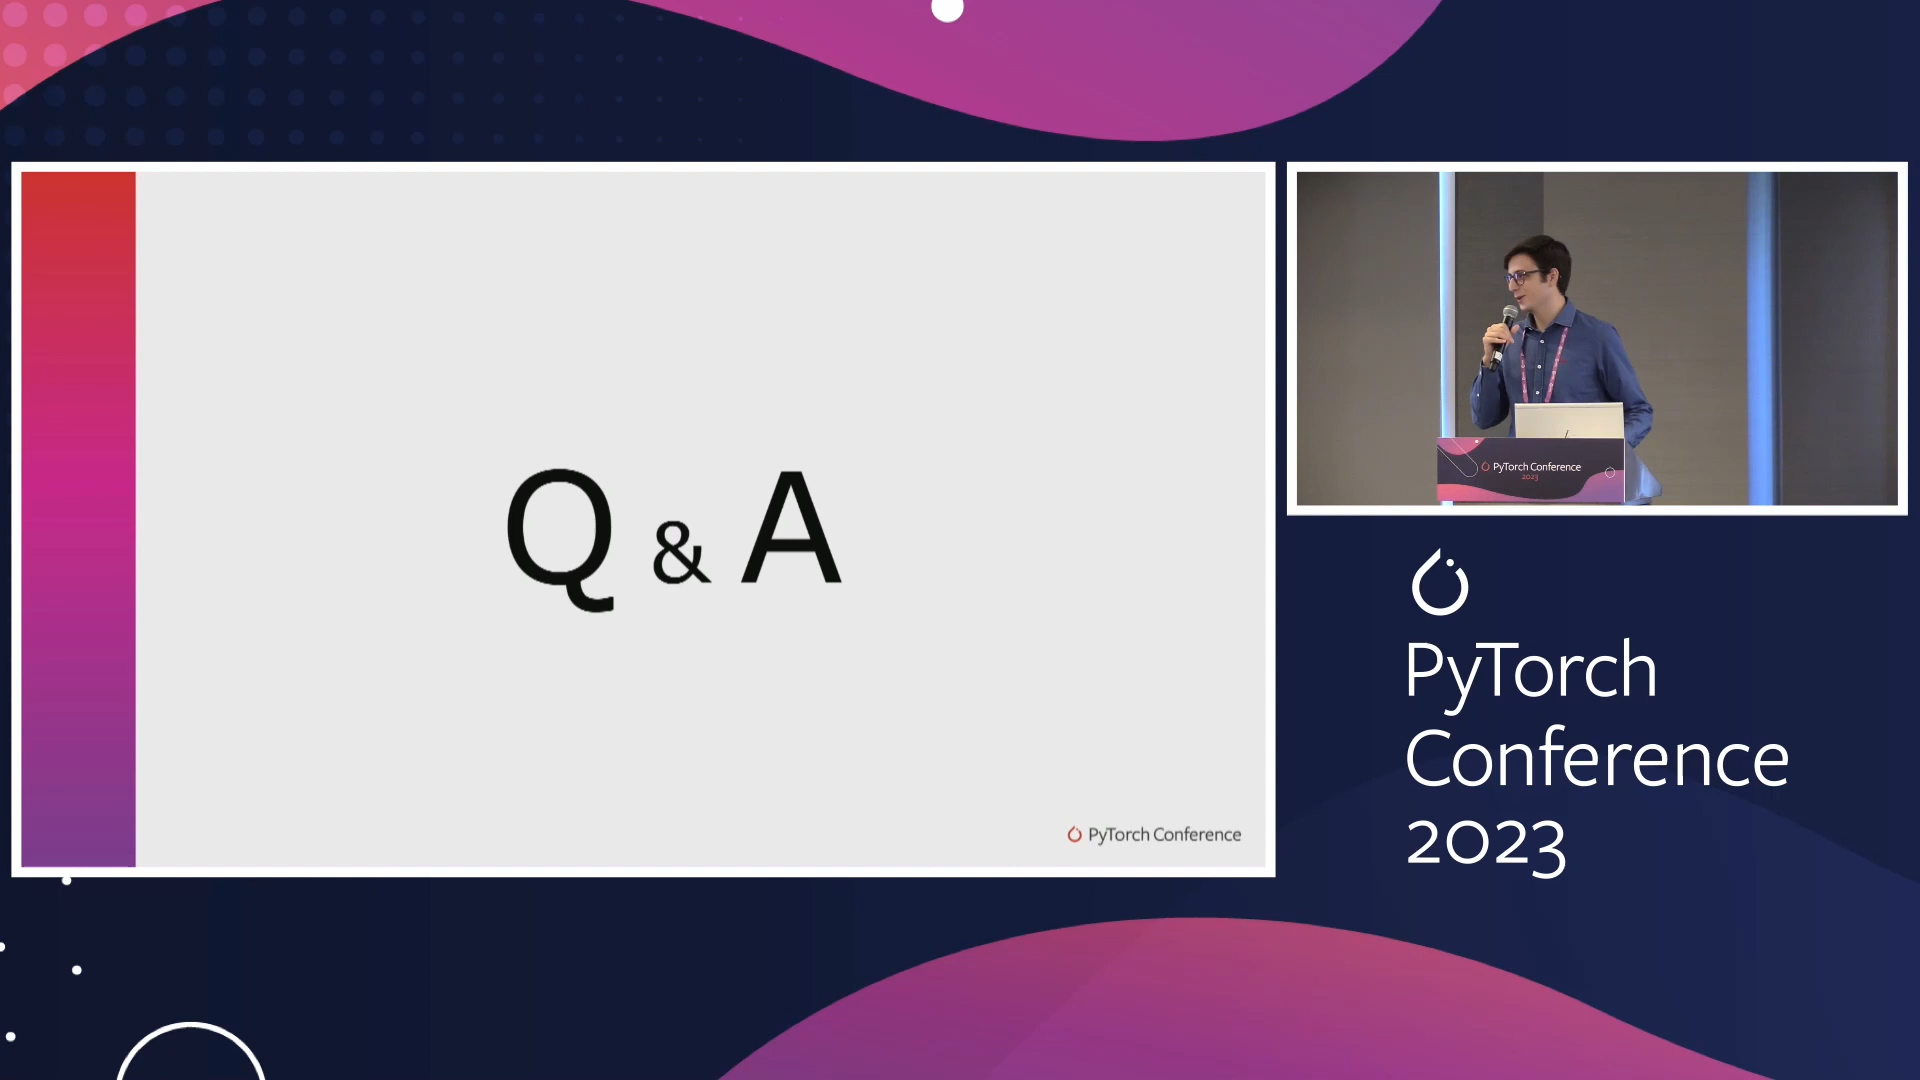 Q & A
PyTorch Conference
PyTorch Conference
2023
PyTorch
Conference
2023